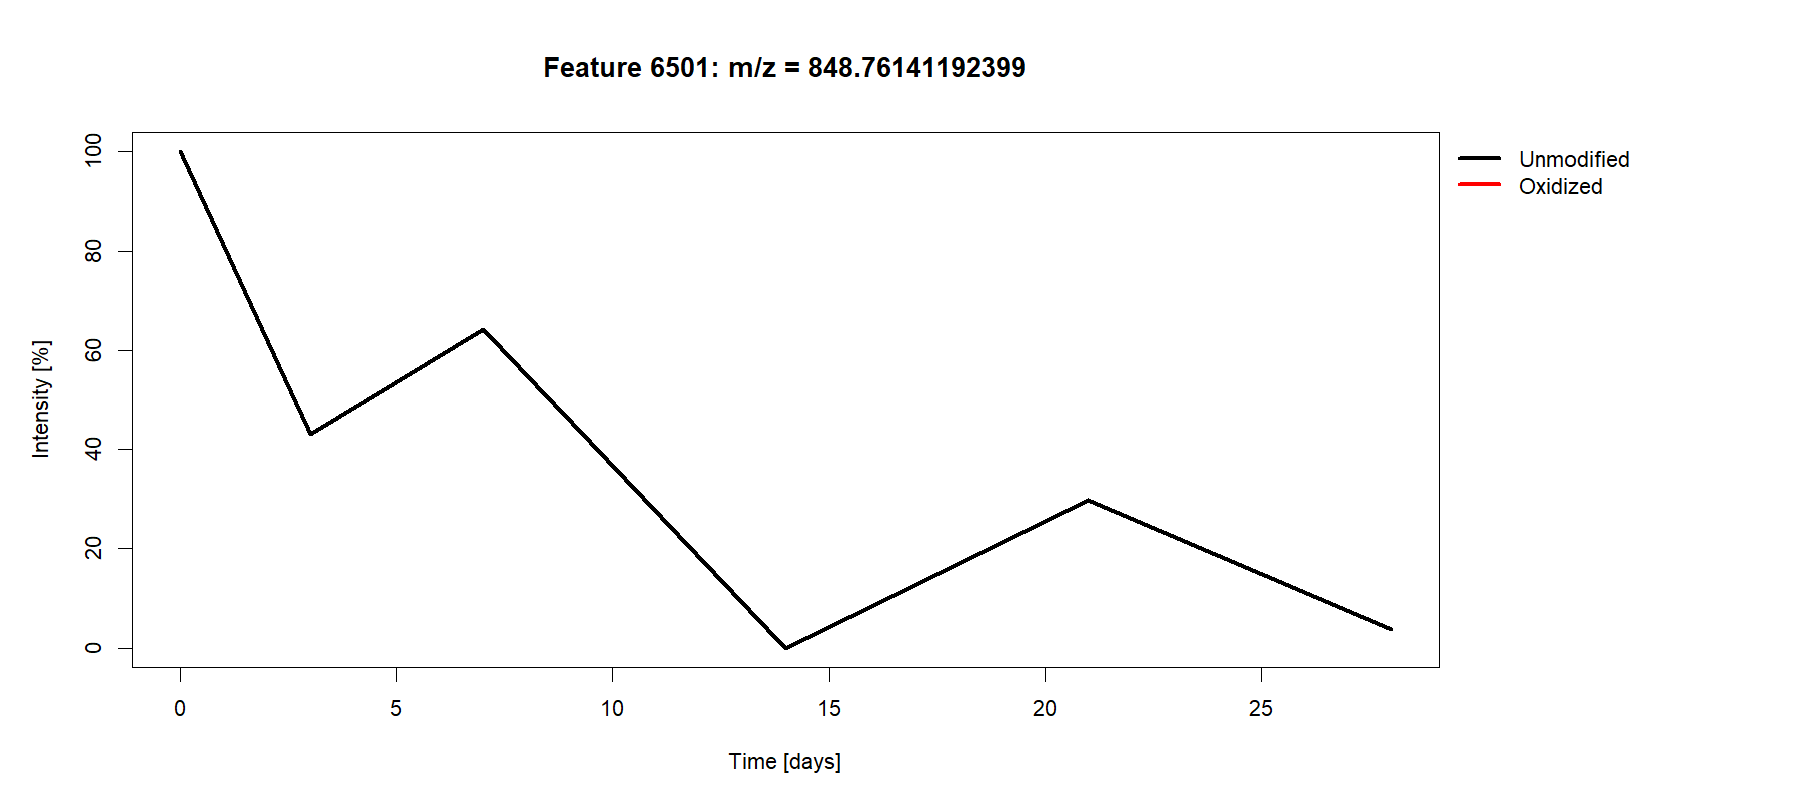 Feature 6501: m/z = 848.76141192399
Unmodified
Oxidized
Intensity [%]
100
80
60
40
20
0
0 5 10 15 20 25
Time [days]